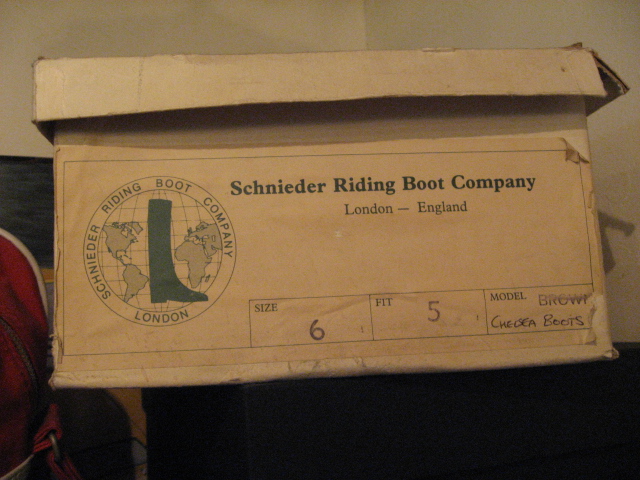 Schnieder Riding Boot Company
London — England
SCHNIEDER RIDING BOOT COMPANY
LONDON
SIZE 6
FIT 5
MODEL BROWN
CHELSEA BOOTS